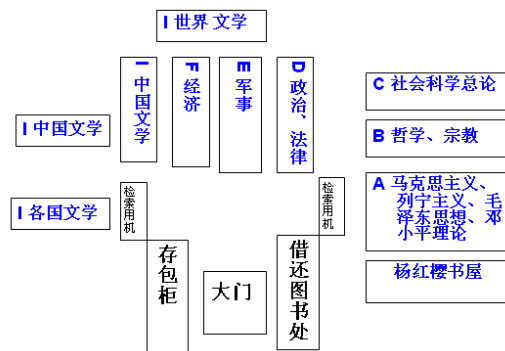 I 世界 文学
I 中国文学
F 经济
E 军事
D 政治、法律
C 社会科学总论
I 中国文学
B 哲学、宗教
I 各国文学
检索用机
检索用机
A 马克思主义、
列宁主义、毛
泽东思想、邓
小平理论
存包柜
大门
借还图书处
杨红樱书屋